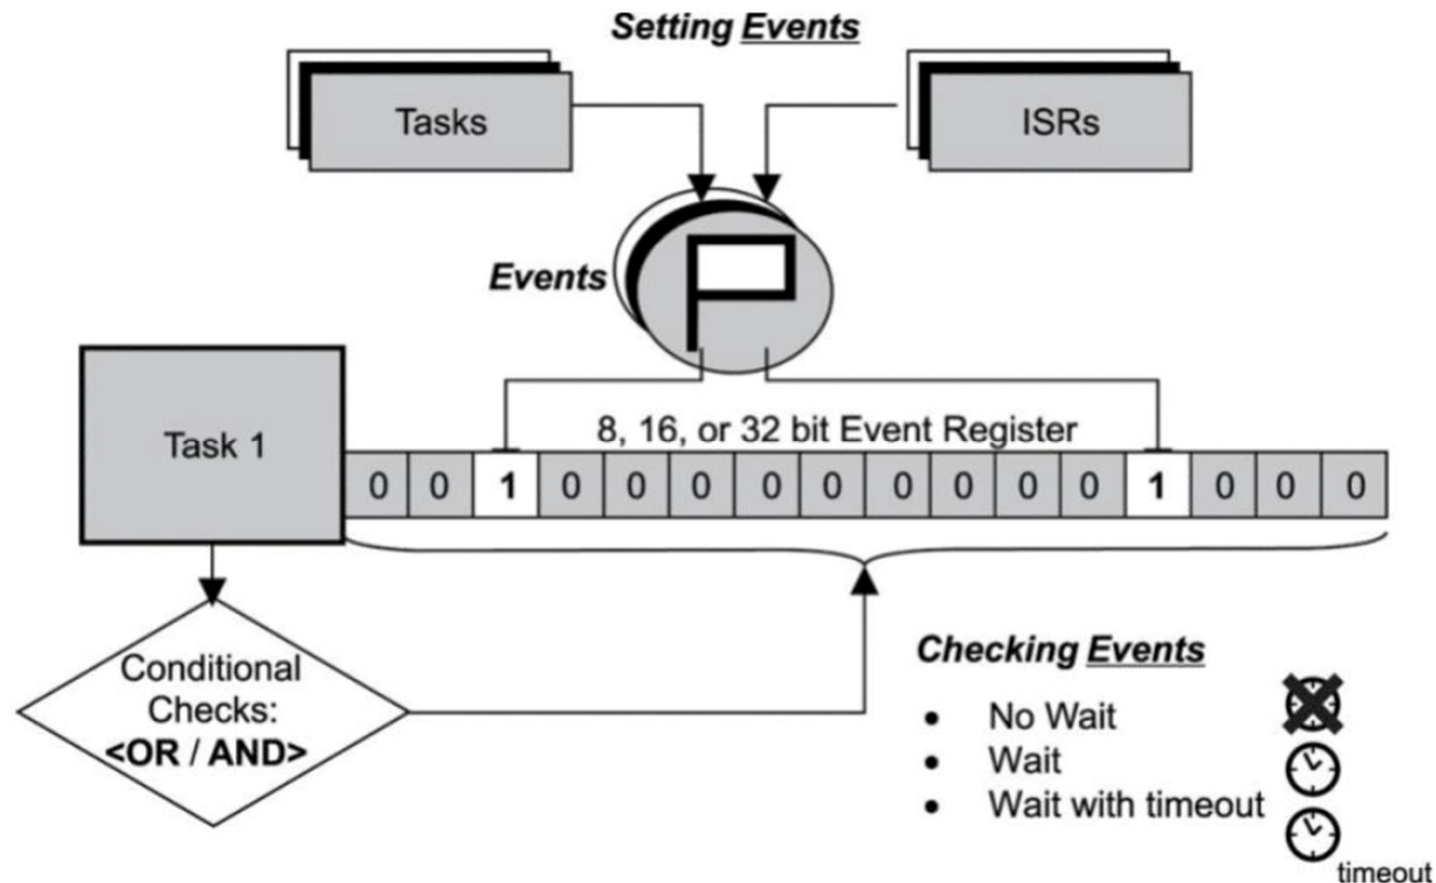 Setting Events
Tasks
ISRs
Events
8, 16, or 32 bit Event Register
Task 1
0 0 1 0 0 0 0 0 0 0 0 0 1 0 0 0
Conditional
Checks:
<OR / AND>
Checking Events
• No Wait
• Wait
• Wait with timeout
timeout